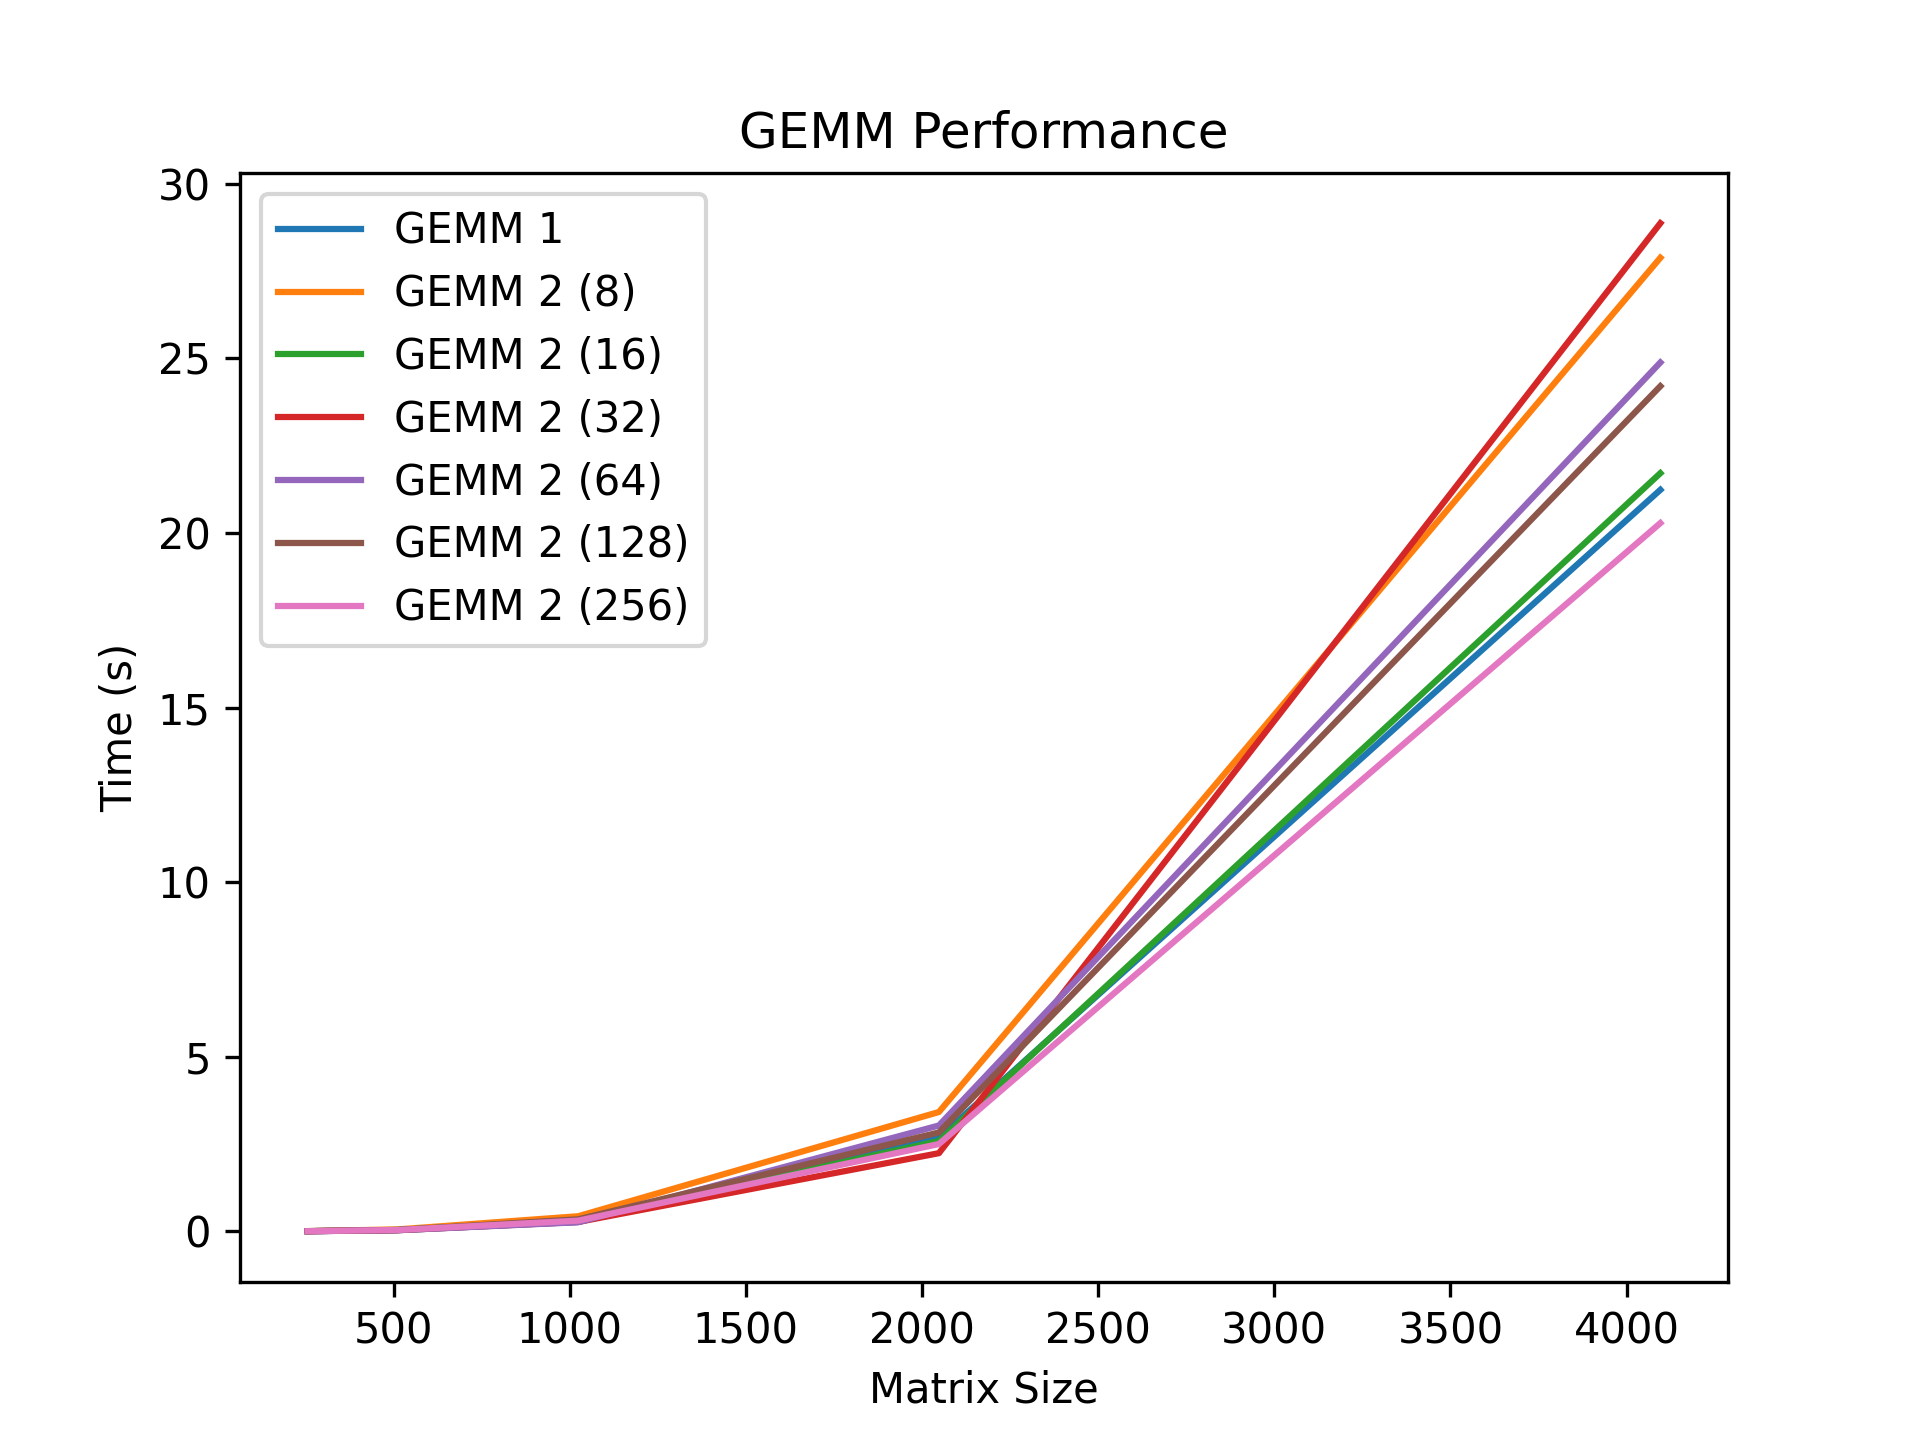 GEMM Performance
30
25
20
15
10
5
0
Time (s)
GEMM 1
GEMM 2 (8)
GEMM 2 (16)
GEMM 2 (32)
GEMM 2 (64)
GEMM 2 (128)
GEMM 2 (256)
500 1000 1500 2000 2500 3000 3500 4000
Matrix Size